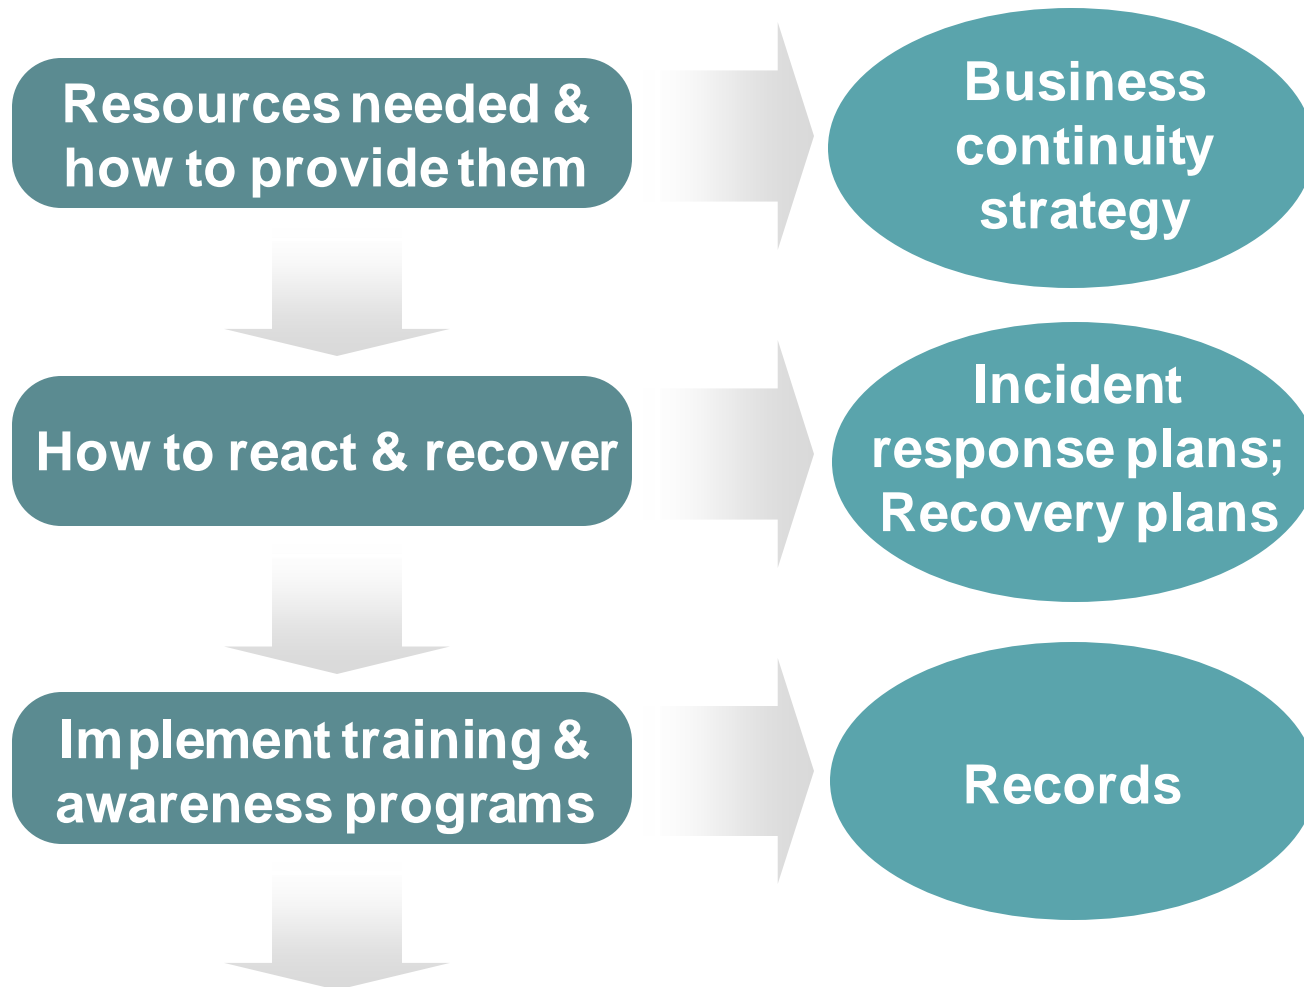 Resources needed &
how to provide them
Business
continuity
strategy
How to react & recover
Incident
response plans;
Recovery plans
Implement training &
awareness programs
Records